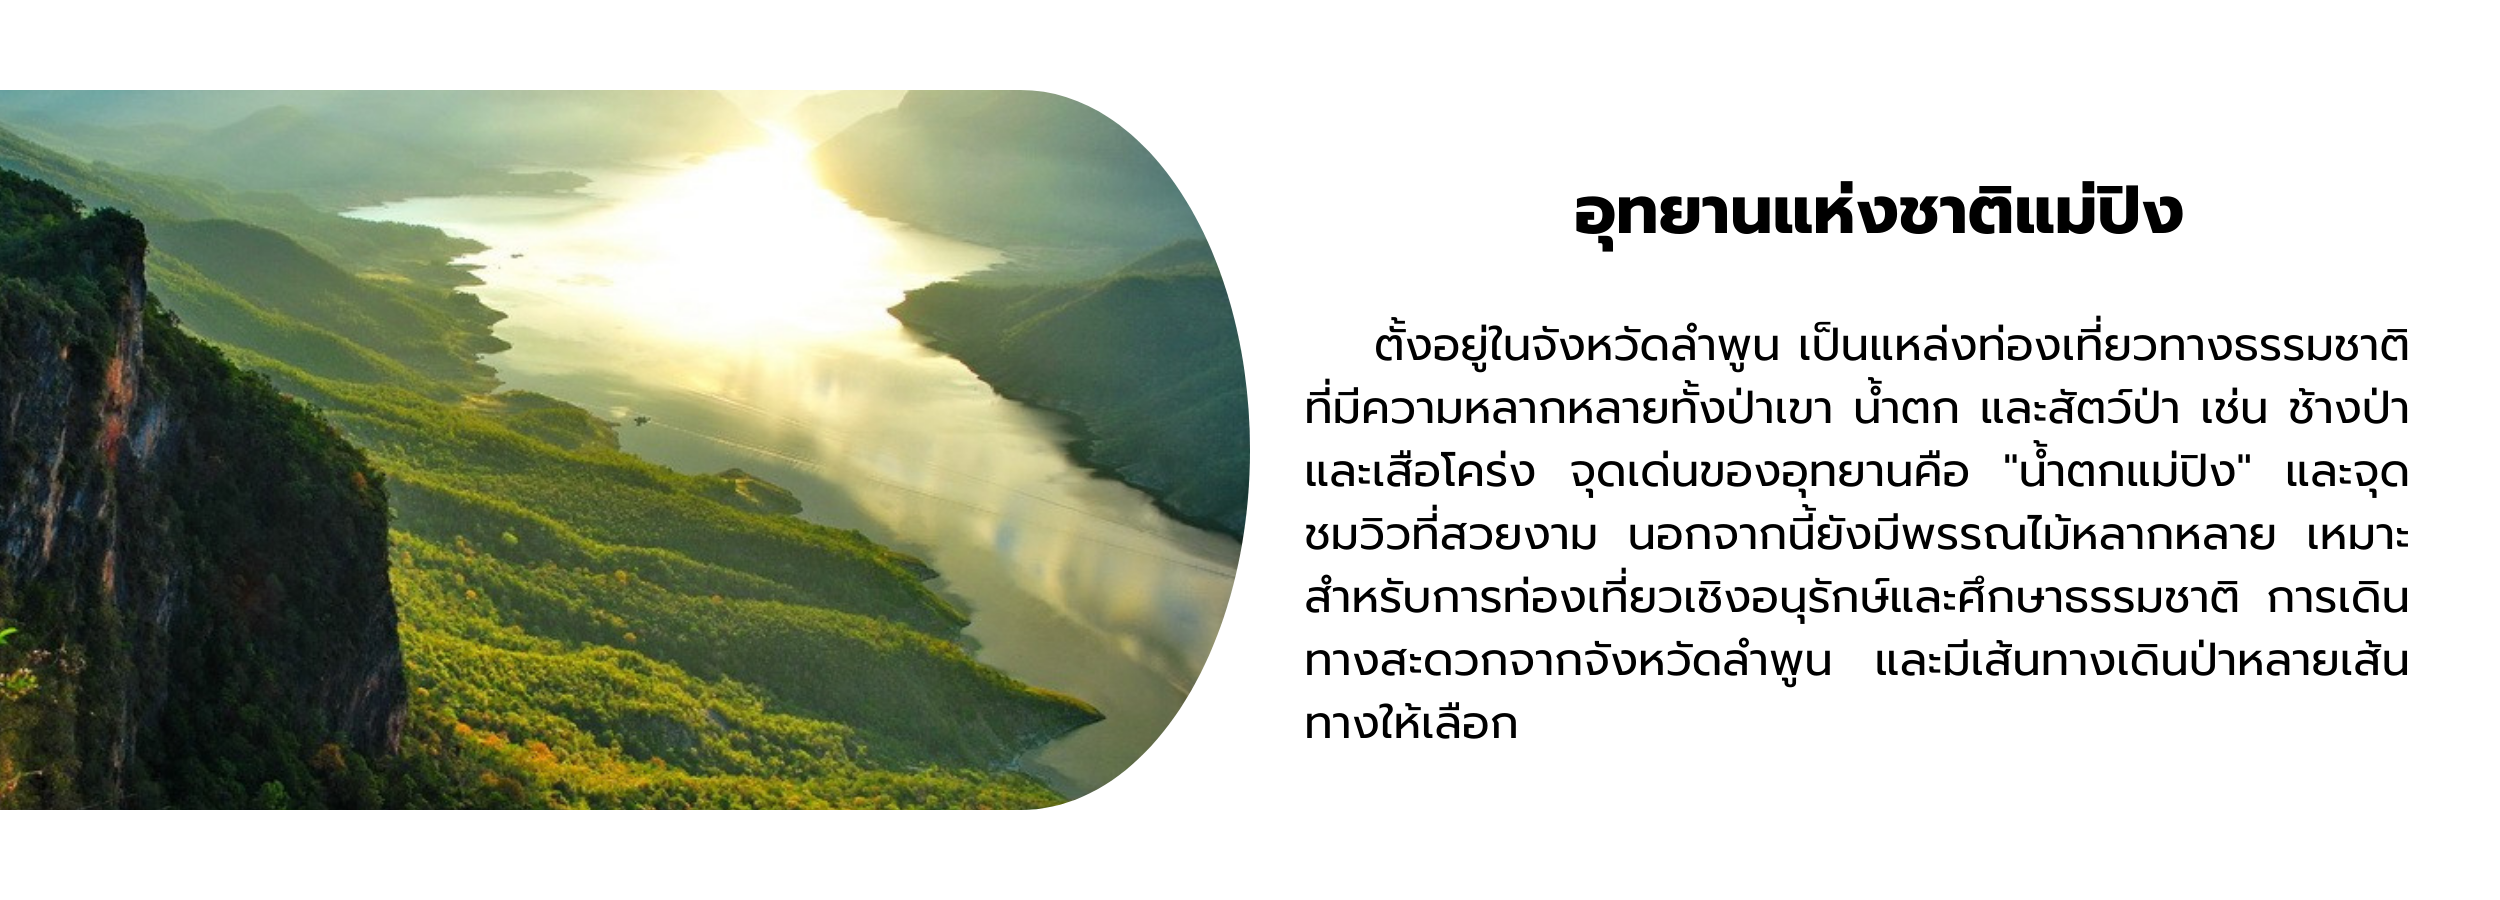 อุทยานแห่งชาติแม่ปิง
ตั้งอยู่ในจังหวัดลำพูน เป็นแหล่งท่องเที่ยวทางธรรมชาติ
ที่มีความหลากหลายทั้งป่าเขา น้ำตก และสัตว์ป่า เช่น ช้างป่า
และเสือโคร่ง จุดเด่นของอุทยานคือ "น้ำตกแม่ปิง" และจุด
ชมวิวที่สวยงาม นอกจากนี้ยังมีพรรณไม้หลากหลาย เหมาะ
สำหรับการท่องเที่ยวเชิงอนุรักษ์และศึกษาธรรมชาติ การเดิน
ทางสะดวกจากจังหวัดลำพูน และมีเส้นทางเดินป่าหลายเส้น
ทางให้เลือก